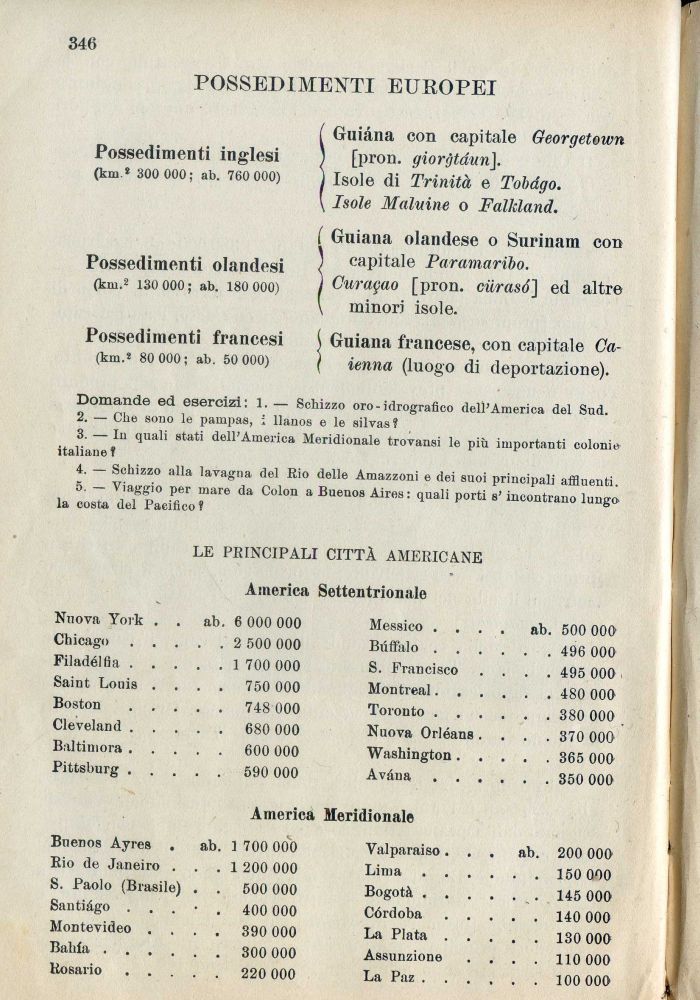 346
POSSEDIMENTI EUROPEI
Possedimenti inglesi
(km.² 300 000; ab. 760 000)
Guiána con capitale Georgetown
[pron. giorġtáun].
Isole di Trinità e Tobágo.
Isole Maluine o Falkland.
Possedimenti olandesi
(km.² 130 000; ab. 180 000)
Guiana olandese o Surinam con
capitale Paramaribo.
Curaçao [pron. cürasó] ed altre
minori isole.
Possedimenti francesi
(km.² 80 000; ab. 50 000)
Guiana francese, con capitale Ca-
ienna (luogo di deportazione).
Domande ed esercizi: 1. — Schizzo oro-idrografico dell'America del Sud.
2. — Che sono le pampas, i llanos e le silvas?
3. — In quali stati dell'America Meridionale trovansi le più importanti colonie
italiane?
4. — Schizzo alla lavagna del Rio delle Amazzoni e dei suoi principali affluenti.
5. — Viaggio per mare da Colon a Buenos Aires: quali porti s' incontrano lungo
la costa del Pacifico?
LE PRINCIPALI CITTÀ AMERICANE
America Settentrionale
Nuova York . . ab. 6 000 000
Chicago . . . . . 2 500 000
Filadélfia . . . . . 1 700 000
Saint Louis . . . . 750 000
Boston . . . . . 748 000
Cleveland . . . . . 680 000
Baltimora . . . . . 600 000
Pittsburg . . . . . 590 000
Messico . . . . ab. 500 000
Búffalo . . . . . . 496 000
S. Francisco . . . . 495 000
Montreal . . . . . . 480 000
Toronto . . . . . . 380 000
Nuova Orléans . . . . 370 000
Washington . . . . . 365 000
Avána . . . . . . 350 000
America Meridionale
Buenos Ayres . ab. 1 700 000
Rio de Janeiro . . . 1 200 000
S. Paolo (Brasile) . . 500 000
Santiágo . . . . 400 000
Montevideo . . . . 390 000
Bahía . . . . . . 300 000
Rosario . . . . . 220 000
Valparaiso . . . ab. 200 000
Lima . . . . . . 150 000
Bogotà . . . . . . 145 000
Córdoba . . . . . 140 000
La Plata . . . . . 130 000
Assunzione . . . . 110 000
La Paz . . . . . . 100 000